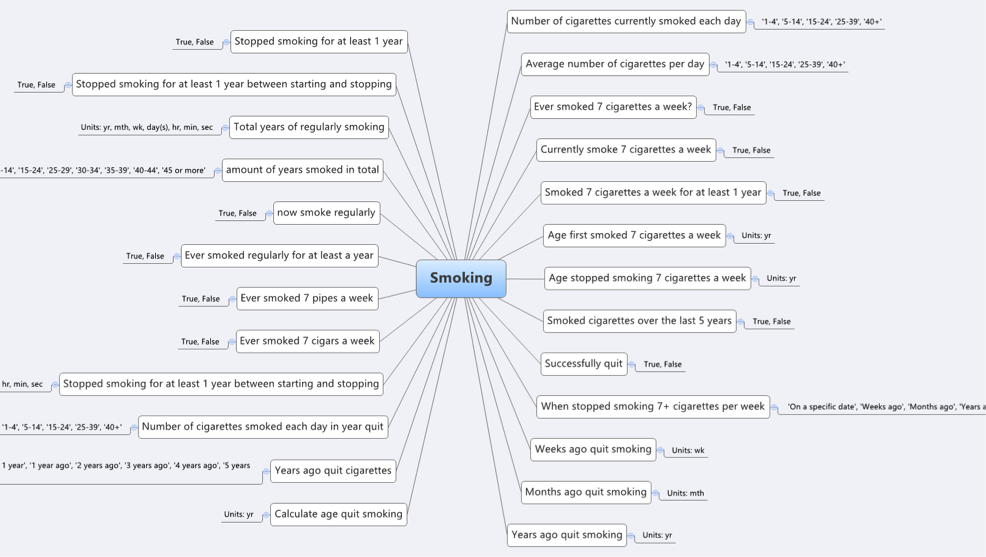 Number of cigarettes currently smoked each day
'1-4', '5-14', '15-24', '25-39', '40+'
Average number of cigarettes per day
'1-4', '5-14', '15-24', '25-39', '40+'
Ever smoked 7 cigarettes a week?
True, False
Currently smoke 7 cigarettes a week
True, False
Smoked 7 cigarettes a week for at least 1 year
True, False
Age first smoked 7 cigarettes a week
Units: yr
Age stopped smoking 7 cigarettes a week
Units: yr
Smoked cigarettes over the last 5 years
True, False
Successfully quit
True, False
When stopped smoking 7+ cigarettes per week
'On a specific date', 'Weeks ago', 'Months ago', 'Years a
Weeks ago quit smoking
Units: wk
Months ago quit smoking
Units: mth
Years ago quit smoking
Units: yr
Smoking
True, False
Stopped smoking for at least 1 year
True, False
Stopped smoking for at least 1 year between starting and stopping
Units: yr, mth, wk, day(s), hr, min, sec
Total years of regularly smoking
-14', '15-24', '25-29', '30-34', '35-39', '40-44', '45 or more'
amount of years smoked in total
True, False
now smoke regularly
True, False
Ever smoked regularly for at least a year
True, False
Ever smoked 7 pipes a week
True, False
Ever smoked 7 cigars a week
hr, min, sec
Stopped smoking for at least 1 year between starting and stopping
'1-4', '5-14', '15-24', '25-39', '40+'
Number of cigarettes smoked each day in year quit
1 year', '1 year ago', '2 years ago', '3 years ago', '4 years ago', '5 years
Years ago quit cigarettes
Units: yr
Calculate age quit smoking